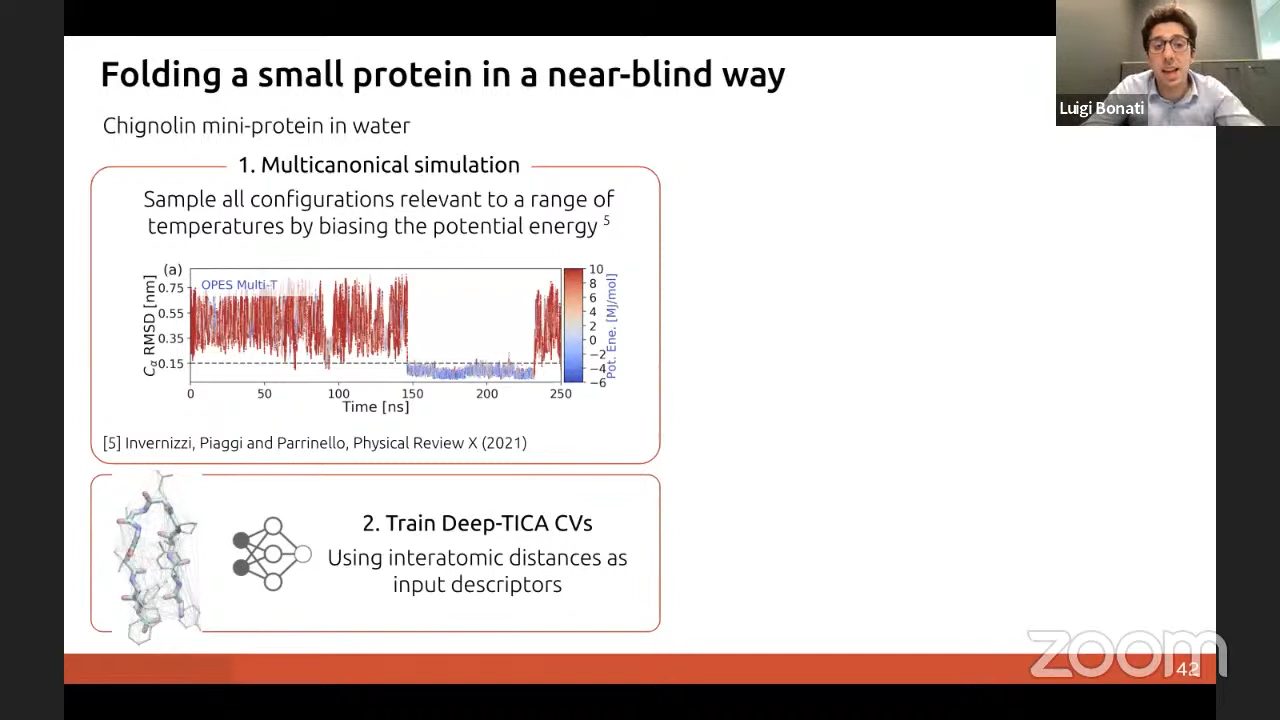 Folding a small protein in a near-blind way
Luigi Bonati
Chignolin mini-protein in water
1. Multicanonical simulation
Sample all configurations relevant to a range of
temperatures by biasing the potential energy 5
(a)
OPES Multi-T
Cα RMSD [nm]
0.75
0.55
0.35
0.15
0 50 100 150 200 250
Time [ns]
10
8
6
4
2
0
−2
−4
−6
Pot. Ene. [MJ/mol]
[5] Invernizzi, Piaggi and Parrinello, Physical Review X (2021)
2. Train Deep-TICA CVs
Using interatomic distances as
input descriptors
zoom
42